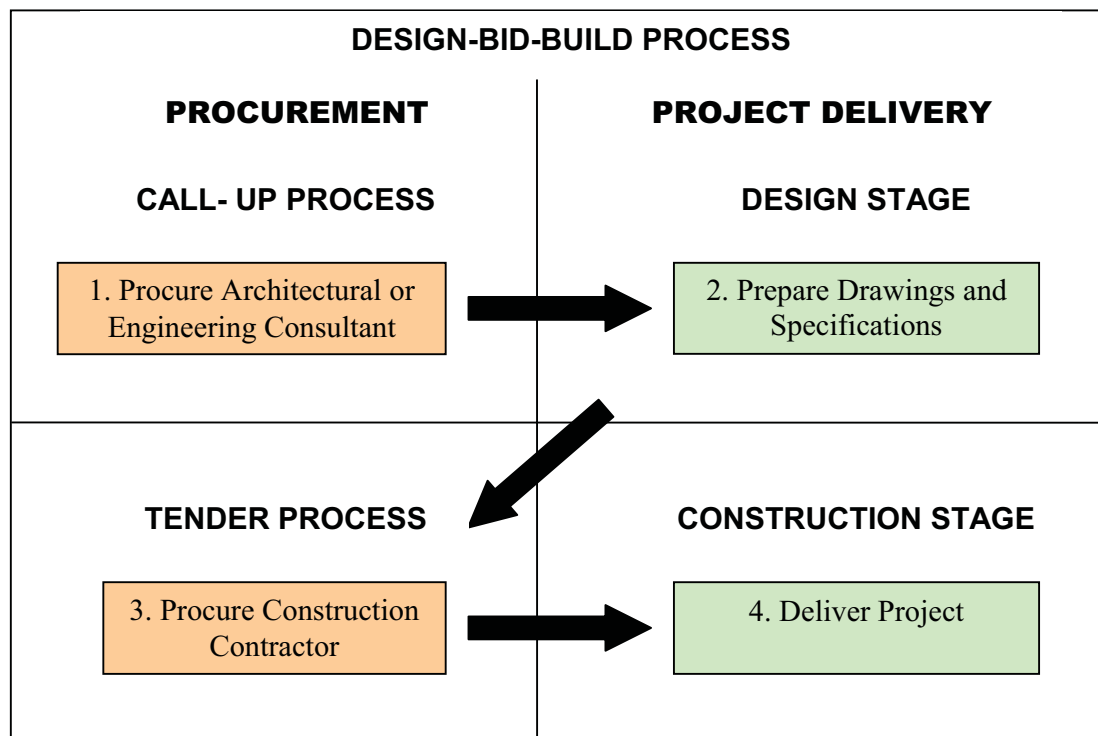 DESIGN-BID-BUILD PROCESS
PROCUREMENT
PROJECT DELIVERY
CALL- UP PROCESS
DESIGN STAGE
1. Procure Architectural or
Engineering Consultant
2. Prepare Drawings and
Specifications
TENDER PROCESS
CONSTRUCTION STAGE
3. Procure Construction
Contractor
4. Deliver Project